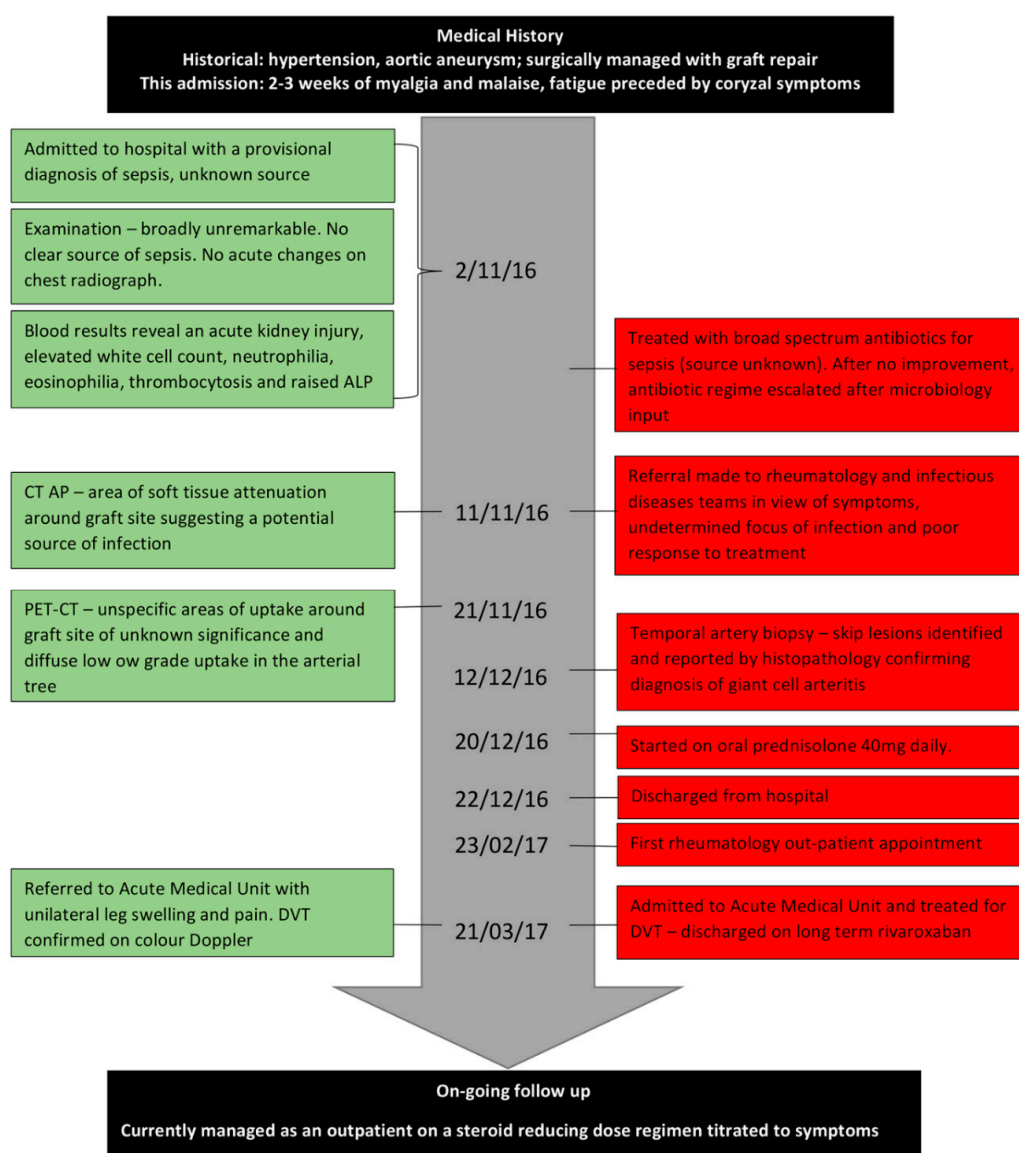 Medical History
Historical: hypertension, aortic aneurysm; surgically managed with graft repair
This admission: 2-3 weeks of myalgia and malaise, fatigue preceded by coryzal symptoms
Admitted to hospital with a provisional
diagnosis of sepsis, unknown source
Examination – broadly unremarkable. No
clear source of sepsis. No acute changes on
chest radiograph.
2/11/16
Blood results reveal an acute kidney injury,
elevated white cell count, neutrophilia,
eosinophilia, thrombocytosis and raised ALP
Treated with broad spectrum antibiotics for
sepsis (source unknown). After no improvement,
antibiotic regime escalated after microbiology
input
CT AP – area of soft tissue attenuation
around graft site suggesting a potential
source of infection
11/11/16
Referral made to rheumatology and infectious
diseases teams in view of symptoms,
undetermined focus of infection and poor
response to treatment
PET-CT – unspecific areas of uptake around
graft site of unknown significance and
diffuse low ow grade uptake in the arterial
tree
21/11/16
12/12/16
Temporal artery biopsy – skip lesions identified
and reported by histopathology confirming
diagnosis of giant cell arteritis
20/12/16
Started on oral prednisolone 40mg daily.
22/12/16
Discharged from hospital
23/02/17
First rheumatology out-patient appointment
Referred to Acute Medical Unit with
unilateral leg swelling and pain. DVT
confirmed on colour Doppler
21/03/17
Admitted to Acute Medical Unit and treated for
DVT – discharged on long term rivaroxaban
On-going follow up
Currently managed as an outpatient on a steroid reducing dose regimen titrated to symptoms